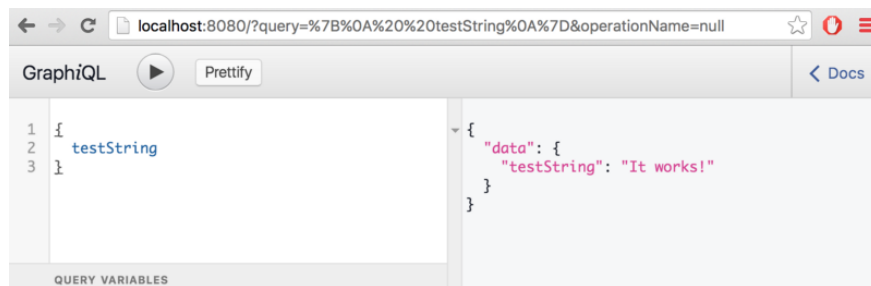 localhost:8080/?query=%7B%0A%20%20testString%0A%7D&operationName=null
GraphiQL Prettify < Docs
1 {
2 testString
3 }
{
"data": {
"testString": "It works!"
}
}
QUERY VARIABLES